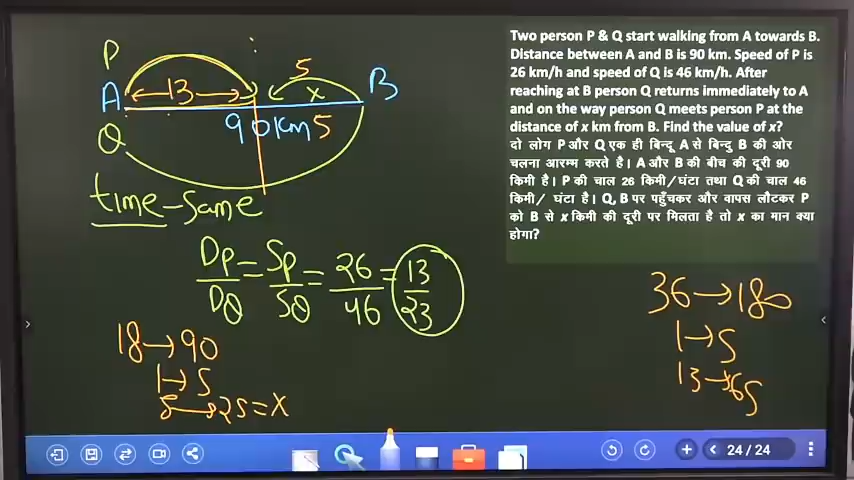 Two person P & Q start walking from A towards B.
Distance between A and B is 90 km. Speed of P is
26 km/h and speed of Q is 46 km/h. After
reaching at B person Q returns immediately to A
and on the way person Q meets person P at the
distance of x km from B. Find the value of x?
दो लोग P और Q एक ही बिन्दू A से बिन्दु B की ओर
चलना आरम्भ करते है। A और B की बीच की दूरी 90
किमी है। P की चाल 26 किमी/घंटा तथा Q की चाल 46
किमी/ घंटा है। Q, B पर पहुँचकर और वापस लौटकर P
को B से x किमी की दूरी पर मिलता है तो x का मान क्या
होगा?
P
A 13 5 x B
Q 90km 5
time-same
Dp/DQ = Sp/SQ = 26/46 = 13/23
18→90
1→5
5→25=x
36→180
1→5
13→65
24 / 24